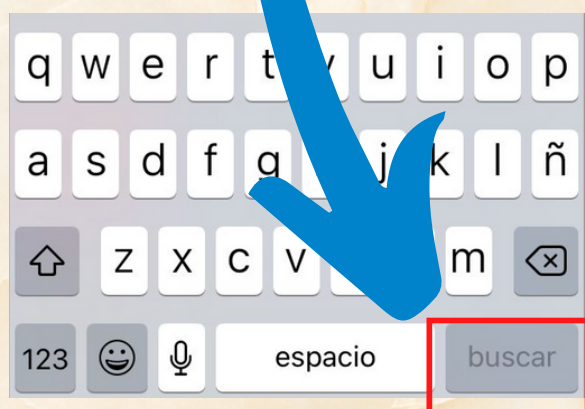 q w e r t u i o p
a s d f g j k l ñ
z x c v m
123 espacio buscar